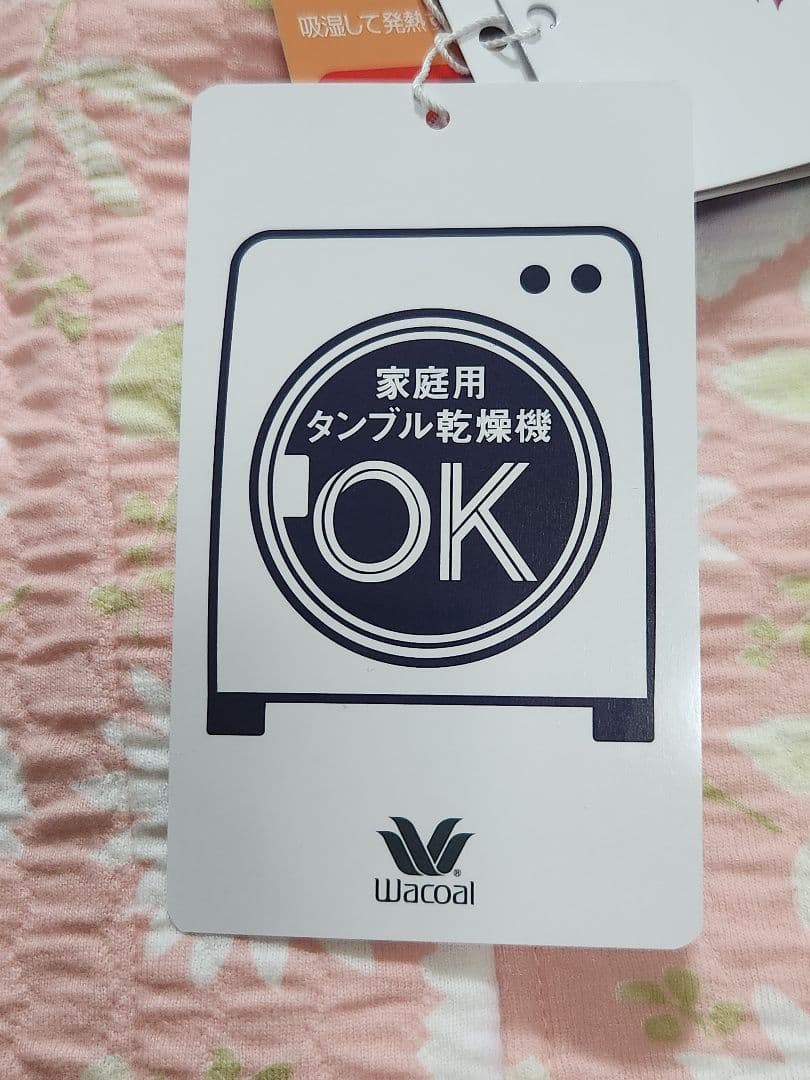 吸湿して発熱
家庭用
タンブル乾燥機
OK
Wacoal